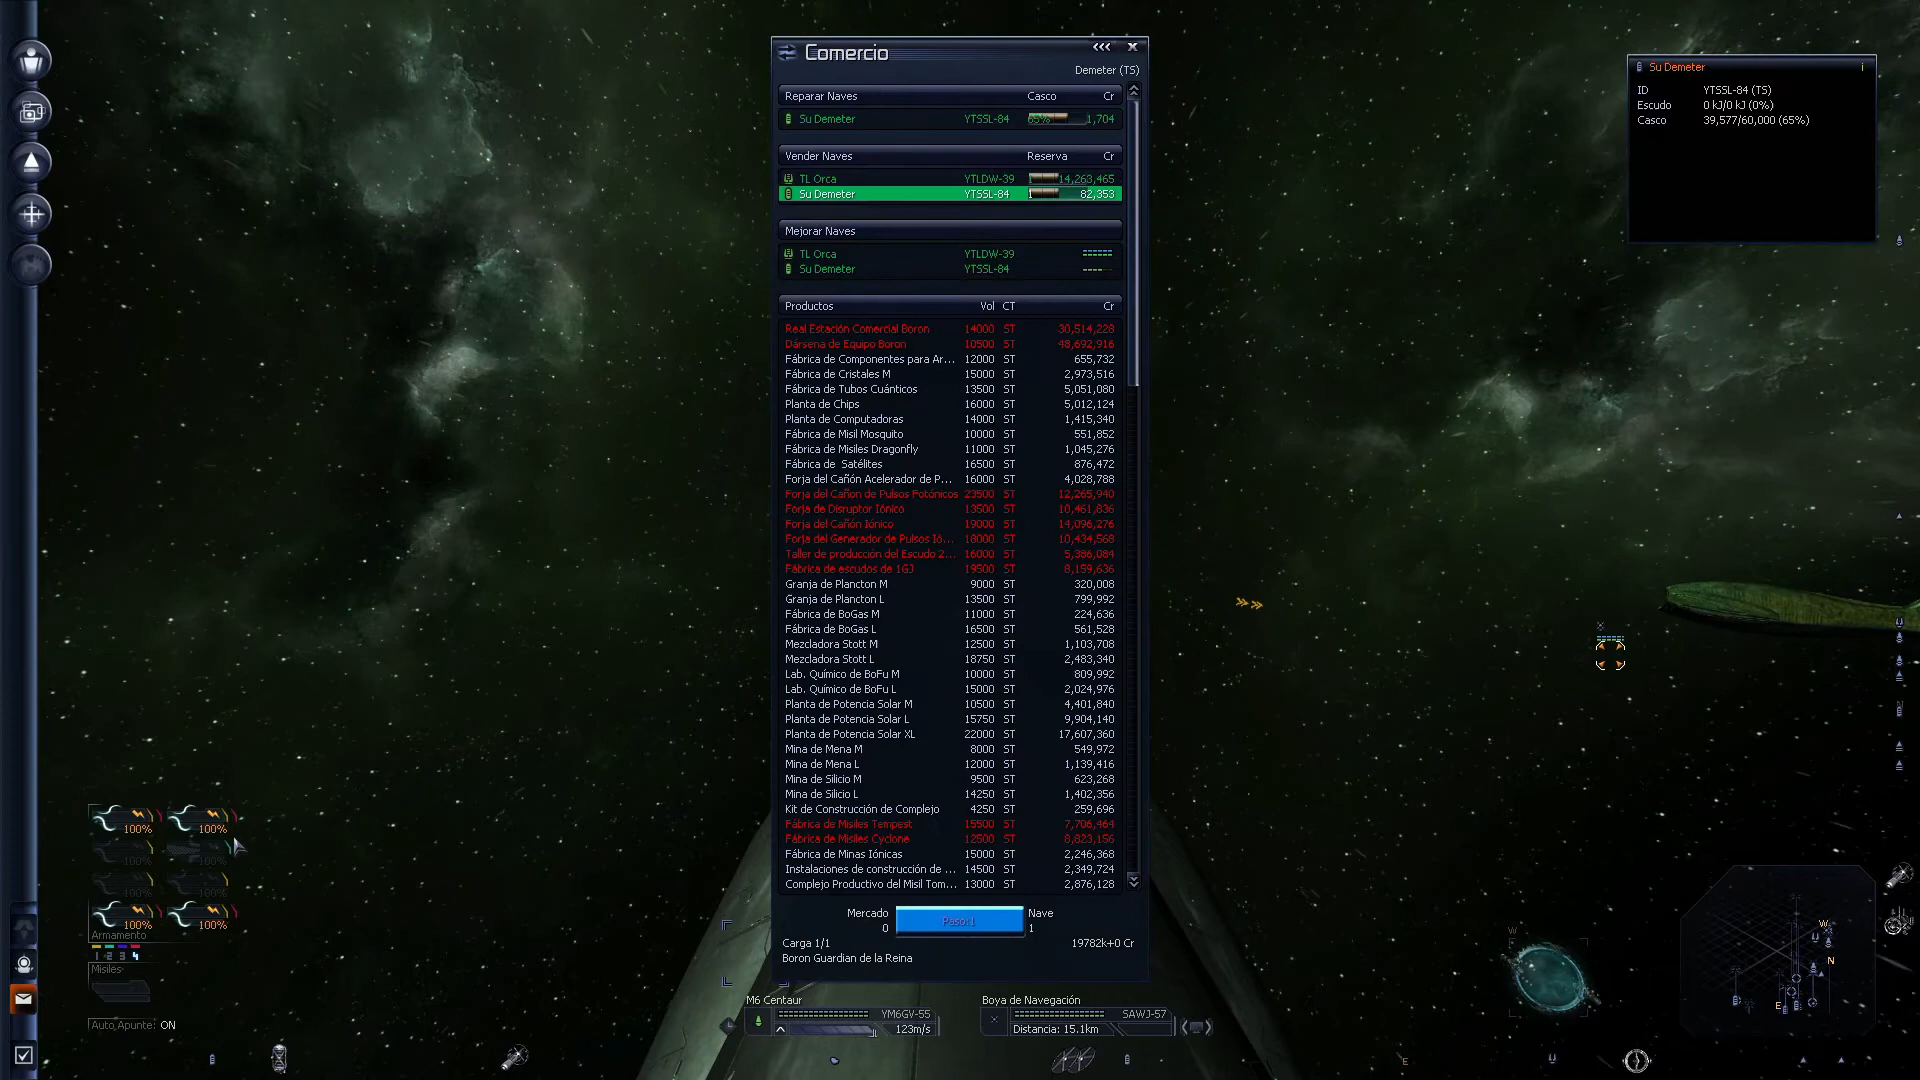 Comercio
Demeter (TS)
Reparar Naves Casco Cr
Su Demeter YTSSL-84 65% 1,704
Vender Naves Reserva Cr
TL Orca YTLDW-39 1 14,263,465
Su Demeter YTSSL-84 1 82,353
Mejorar Naves
TL Orca YTLDW-39
Su Demeter YTSSL-84
Productos Vol CT Cr
Real Estación Comercial Boron 14000 ST 30,514,228
Dársena de Equipo Boron 10500 ST 48,692,916
Fábrica de Componentes para Ar... 12000 ST 655,732
Fábrica de Cristales M 15000 ST 2,973,516
Fábrica de Tubos Cuánticos 13500 ST 5,051,080
Planta de Chips 16000 ST 5,012,124
Planta de Computadoras 14000 ST 1,415,340
Fábrica de Misil Mosquito 10000 ST 551,852
Fábrica de Misiles Dragonfly 11000 ST 1,045,276
Fábrica de Satélites 16500 ST 876,472
Forja del Cañón Acelerador de P... 16000 ST 4,028,788
Forja del Cañon de Pulsos Fotónicos 23500 ST 12,265,940
Forja de Disruptor Iónico 13500 ST 10,461,836
Forja del Cañón Iónico 19000 ST 14,096,276
Forja del Generador de Pulsos Ió... 18000 ST 10,434,568
Taller de producción del Escudo 2... 16000 ST 5,386,084
Fábrica de escudos de 1GJ 19500 ST 8,159,636
Granja de Plancton M 9000 ST 320,008
Granja de Plancton L 13500 ST 799,992
Fábrica de BoGas M 11000 ST 224,636
Fábrica de BoGas L 16500 ST 561,528
Mezcladora Stott M 12500 ST 1,103,708
Mezcladora Stott L 18750 ST 2,483,340
Lab. Químico de BoFu M 10000 ST 809,992
Lab. Químico de BoFu L 15000 ST 2,024,976
Planta de Potencia Solar M 10500 ST 4,401,840
Planta de Potencia Solar L 15750 ST 9,904,140
Planta de Potencia Solar XL 22000 ST 17,607,360
Mina de Mena M 8000 ST 549,972
Mina de Mena L 12000 ST 1,139,416
Mina de Silicio M 9500 ST 623,268
Mina de Silicio L 14250 ST 1,402,356
Kit de Construcción de Complejo 4250 ST 259,696
Fábrica de Misiles Tempest 15500 ST 7,706,464
Fábrica de Misiles Cyclone 12500 ST 8,823,156
Fábrica de Minas Iónicas 15000 ST 2,246,368
Instalaciones de construcción de ... 14500 ST 2,349,724
Complejo Productivo del Misil Tom... 13000 ST 2,876,128
Mercado Paso:1 Nave
0 1
Carga 1/1 19782k+0 Cr
Boron Guardian de la Reina
Su Demeter i
ID YTSSL-84 (TS)
Escudo 0 kJ/0 kJ (0%)
Casco 39,577/60,000 (65%)
100% 100%
100% 100%
100% 100%
100% 100%
Armamento
1 2 3 4
Misiles
Auto Apunte: ON
M6 Centaur
YM6GV-55
123m/s
Boya de Navegación
SAWJ-57
Distancia: 15.1km
W
W
N
E
E